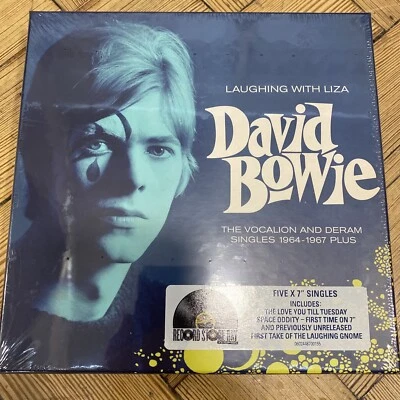 LAUGHING WITH LIZA
David
Bowie
THE VOCALION AND DERAM
SINGLES 1964-1967 PLUS
RECORD STORE DAY
FIVE X 7" SINGLES
INCLUDES:
THE LOVE YOU TILL TUESDAY
SPACE ODDITY – FIRST TIME ON 7"
AND PREVIOUSLY UNRELEASED
FIRST TAKE OF THE LAUGHING GNOME